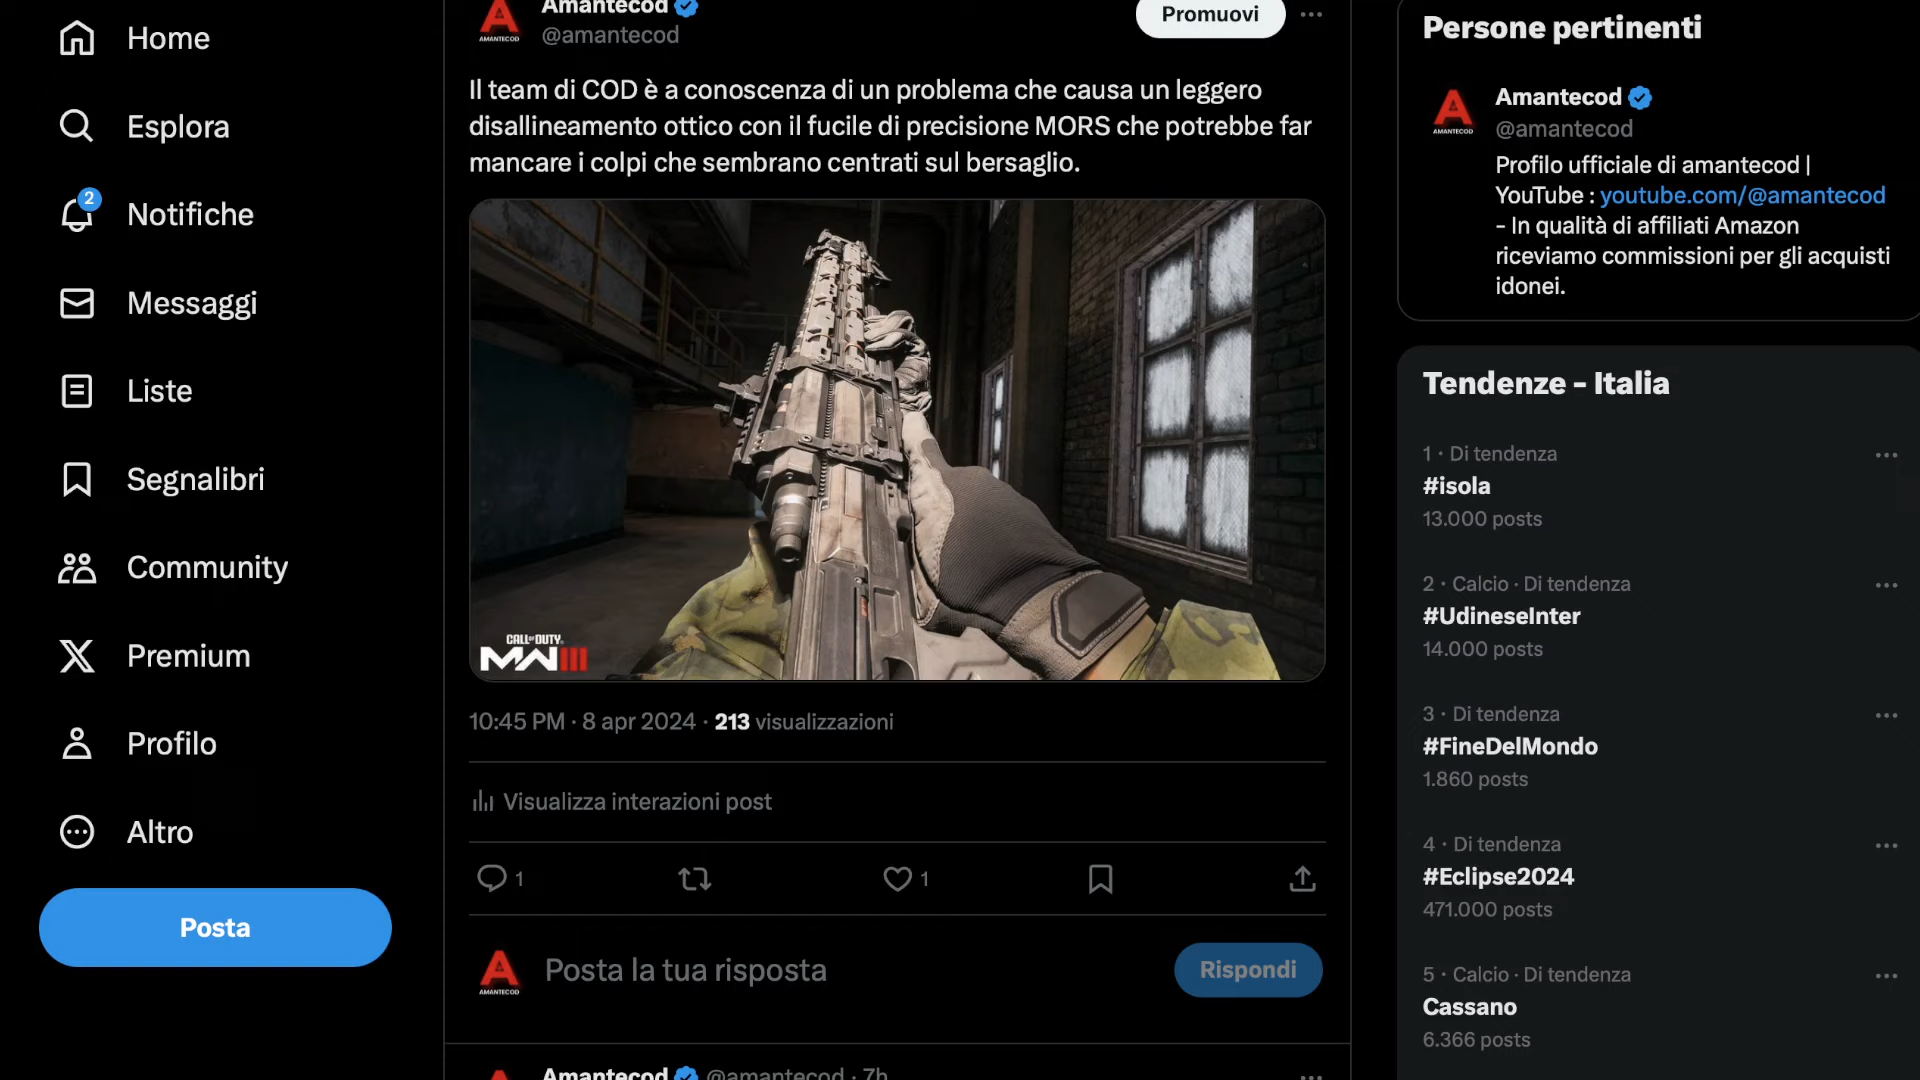 Home
Esplora
2
Notifiche
Messaggi
Liste
Segnalibri
Community
Premium
Profilo
Altro
Posta
AMANTECOD
Amantecod
@amantecod
Promuovi
Il team di COD è a conoscenza di un problema che causa un leggero
disallineamento ottico con il fucile di precisione MORS che potrebbe far
mancare i colpi che sembrano centrati sul bersaglio.
CALL OF DUTY
MWIII
10:45 PM · 8 apr 2024 · 213 visualizzazioni
Visualizza interazioni post
1
1
AMANTECOD
Posta la tua risposta
Rispondi
Amantecod @amantecod · 7h
Persone pertinenti
AMANTECOD
Amantecod
@amantecod
Profilo ufficiale di amantecod |
YouTube : youtube.com/@amantecod
- In qualità di affiliati Amazon
riceviamo commissioni per gli acquisti
idonei.
Tendenze - Italia
1 · Di tendenza
#isola
13.000 posts
2 · Calcio · Di tendenza
#UdineseInter
14.000 posts
3 · Di tendenza
#FineDelMondo
1.860 posts
4 · Di tendenza
#Eclipse2024
471.000 posts
5 · Calcio · Di tendenza
Cassano
6.366 posts